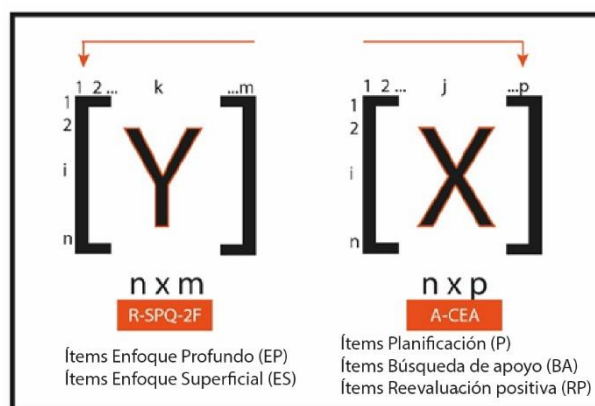 1 2 ... k ...m
1
2
i
n
Y
n x m
R-SPQ-2F
Ítems Enfoque Profundo (EP)
Ítems Enfoque Superficial (ES)
1 2 ... j ...p
1
2
i
n
X
n x p
A-CEA
Ítems Planificación (P)
Ítems Búsqueda de apoyo (BA)
Ítems Reevaluación positiva (RP)